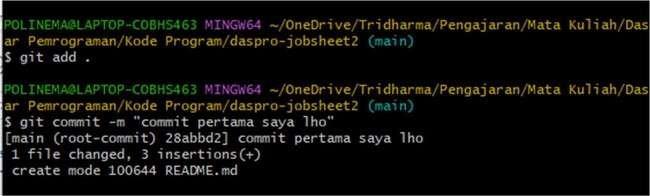 POLINEMA@LAPTOP-COBHS463 MINGW64 ~/OneDrive/Tridharma/Pengajaran/Mata Kuliah/Das
ar Pemrograman/Kode Program/daspro-jobsheet2 (main)
$ git add .
POLINEMA@LAPTOP-COBHS463 MINGW64 ~/OneDrive/Tridharma/Pengajaran/Mata Kuliah/Das
ar Pemrograman/Kode Program/daspro-jobsheet2 (main)
$ git commit -m "commit pertama saya lho"
[main (root-commit) 28abbd2] commit pertama saya lho
1 file changed, 3 insertions(+)
create mode 100644 README.md